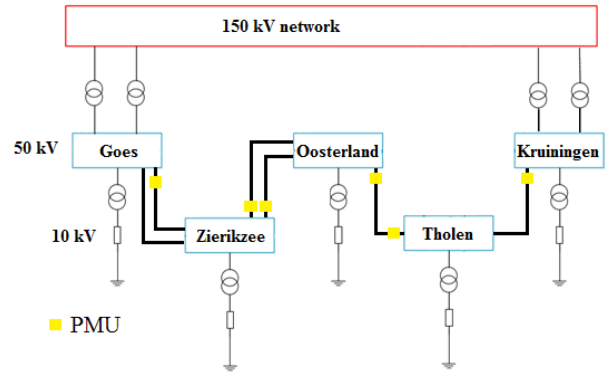 150 kV network
50 kV
Goes
Oosterland
Kruiningen
10 kV
Zierikzee
Tholen
PMU